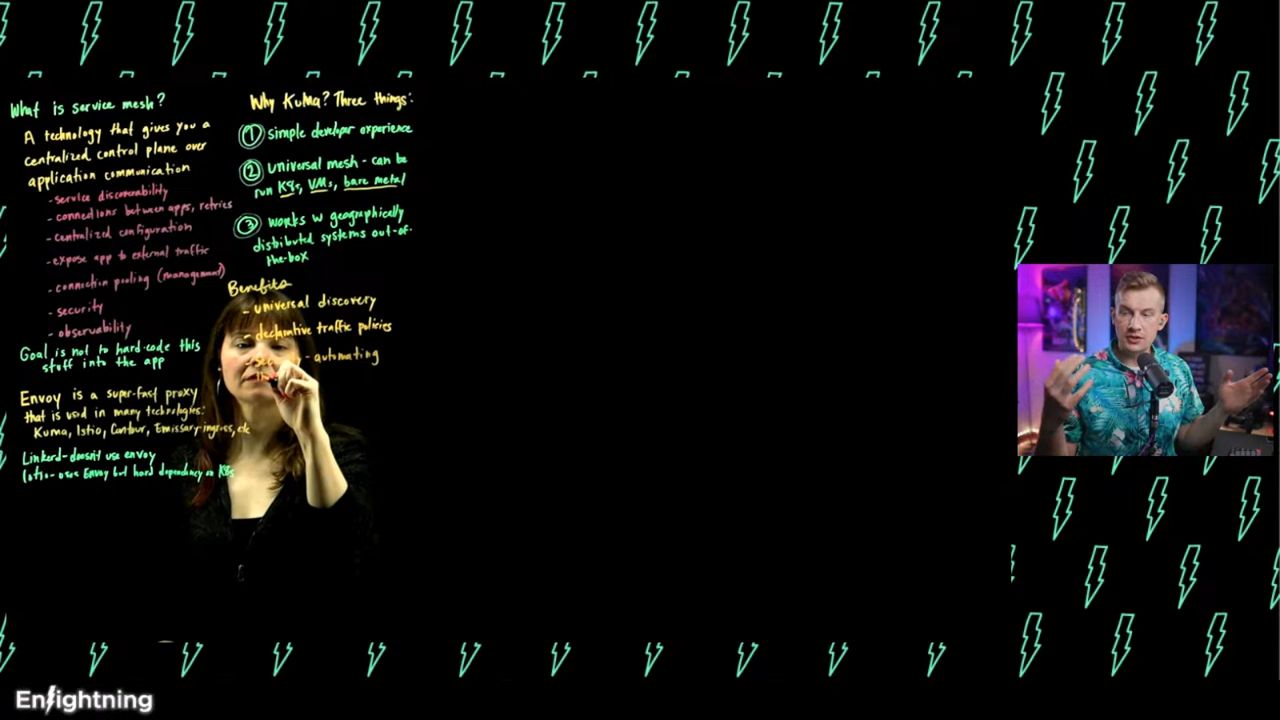 What is service mesh?
A technology that gives you a
centralized control plane over
application communication
- service discoverability
- connections between apps, retries
- centralized configuration
- expose app to external traffic
- connection pooling (management)
- security
- observability
Goal is not to hard-code this
stuff into the app
Envoy is a super-fast proxy
that is used in many technologies:
Kuma, Istio, Contour, Emissary-ingress, etc
Linkerd - doesn't use envoy
Istio - uses Envoy but hard dependency on K8s
Why Kuma? Three things:
① simple developer experience
② universal mesh - can be
run K8s, VMs, bare metal
③ works w geographically
distributed systems out-of-
the-box
Benefits
- universal discovery
- declarative traffic policies
- automating
Enlightning